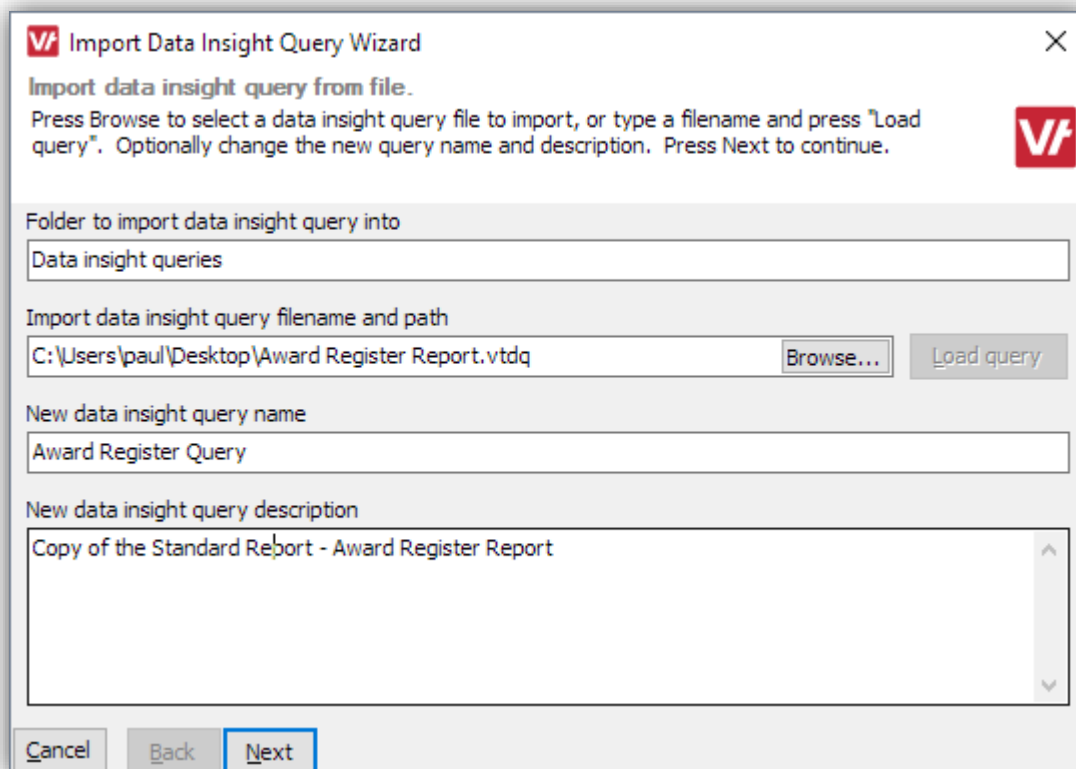 Import Data Insight Query Wizard
Import data insight query from file.
Press Browse to select a data insight query file to import, or type a filename and press "Load
query".  Optionally change the new query name and description.  Press Next to continue.
Folder to import data insight query into
Data insight queries
Import data insight query filename and path
C:\Users\paul\Desktop\Award Register Report.vtdq
Browse...
Load query
New data insight query name
Award Register Query
New data insight query description
Copy of the Standard Report - Award Register Report
Cancel
Back
Next